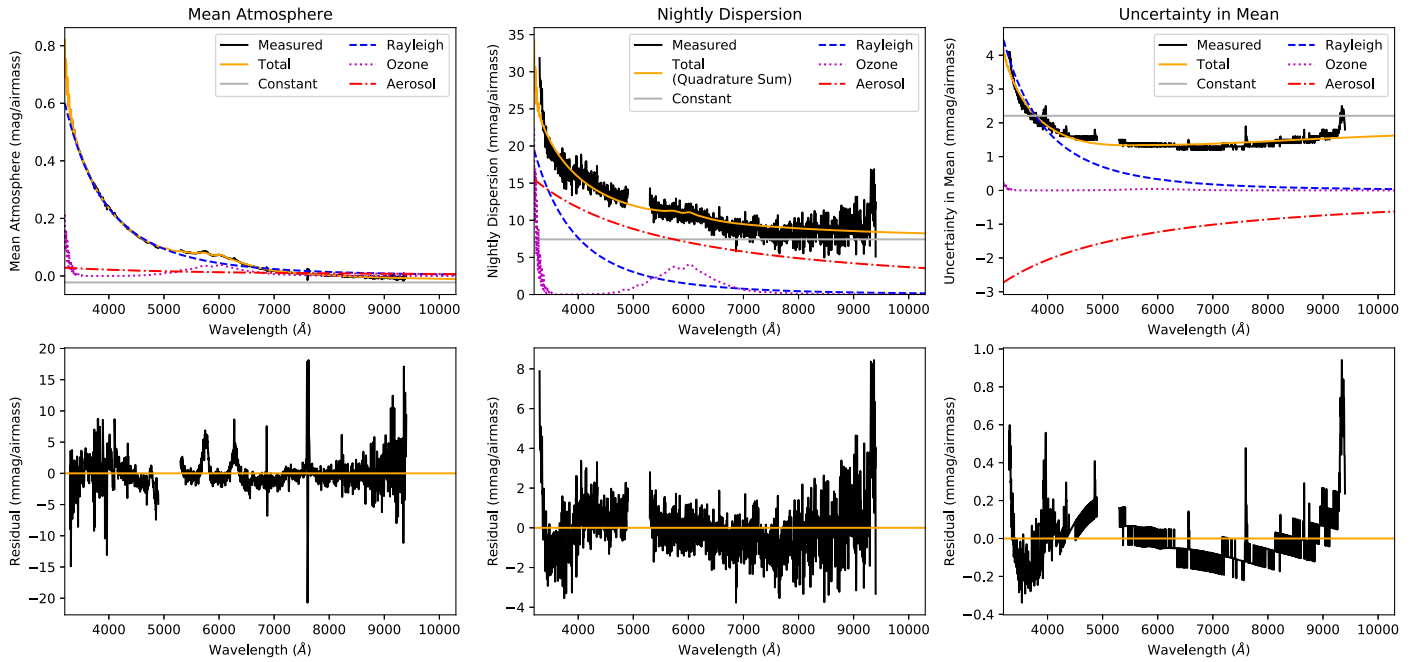 Mean Atmosphere
Mean Atmosphere (mag/airmass)
0.8
0.6
0.4
0.2
0.0
Measured
Total
Constant
Rayleigh
Ozone
Aerosol
4000 5000 6000 7000 8000 9000 10000
Wavelength (Å)
Nightly Dispersion
Nightly Dispersion (mmag/airmass)
35
30
25
20
15
10
5
0
Measured
Total
(Quadrature Sum)
Constant
Rayleigh
Ozone
Aerosol
4000 5000 6000 7000 8000 9000 10000
Wavelength (Å)
Uncertainty in Mean
Uncertainty in Mean (mmag/airmass)
4
3
2
1
0
−1
−2
−3
Measured
Total
Constant
Rayleigh
Ozone
Aerosol
4000 5000 6000 7000 8000 9000 10000
Wavelength (Å)
Residual (mmag/airmass)
20
15
10
5
0
−5
−10
−15
−20
4000 5000 6000 7000 8000 9000 10000
Wavelength (Å)
Residual (mmag/airmass)
8
6
4
2
0
−2
−4
4000 5000 6000 7000 8000 9000 10000
Wavelength (Å)
Residual (mmag/airmass)
1.0
0.8
0.6
0.4
0.2
0.0
−0.2
−0.4
4000 5000 6000 7000 8000 9000 10000
Wavelength (Å)